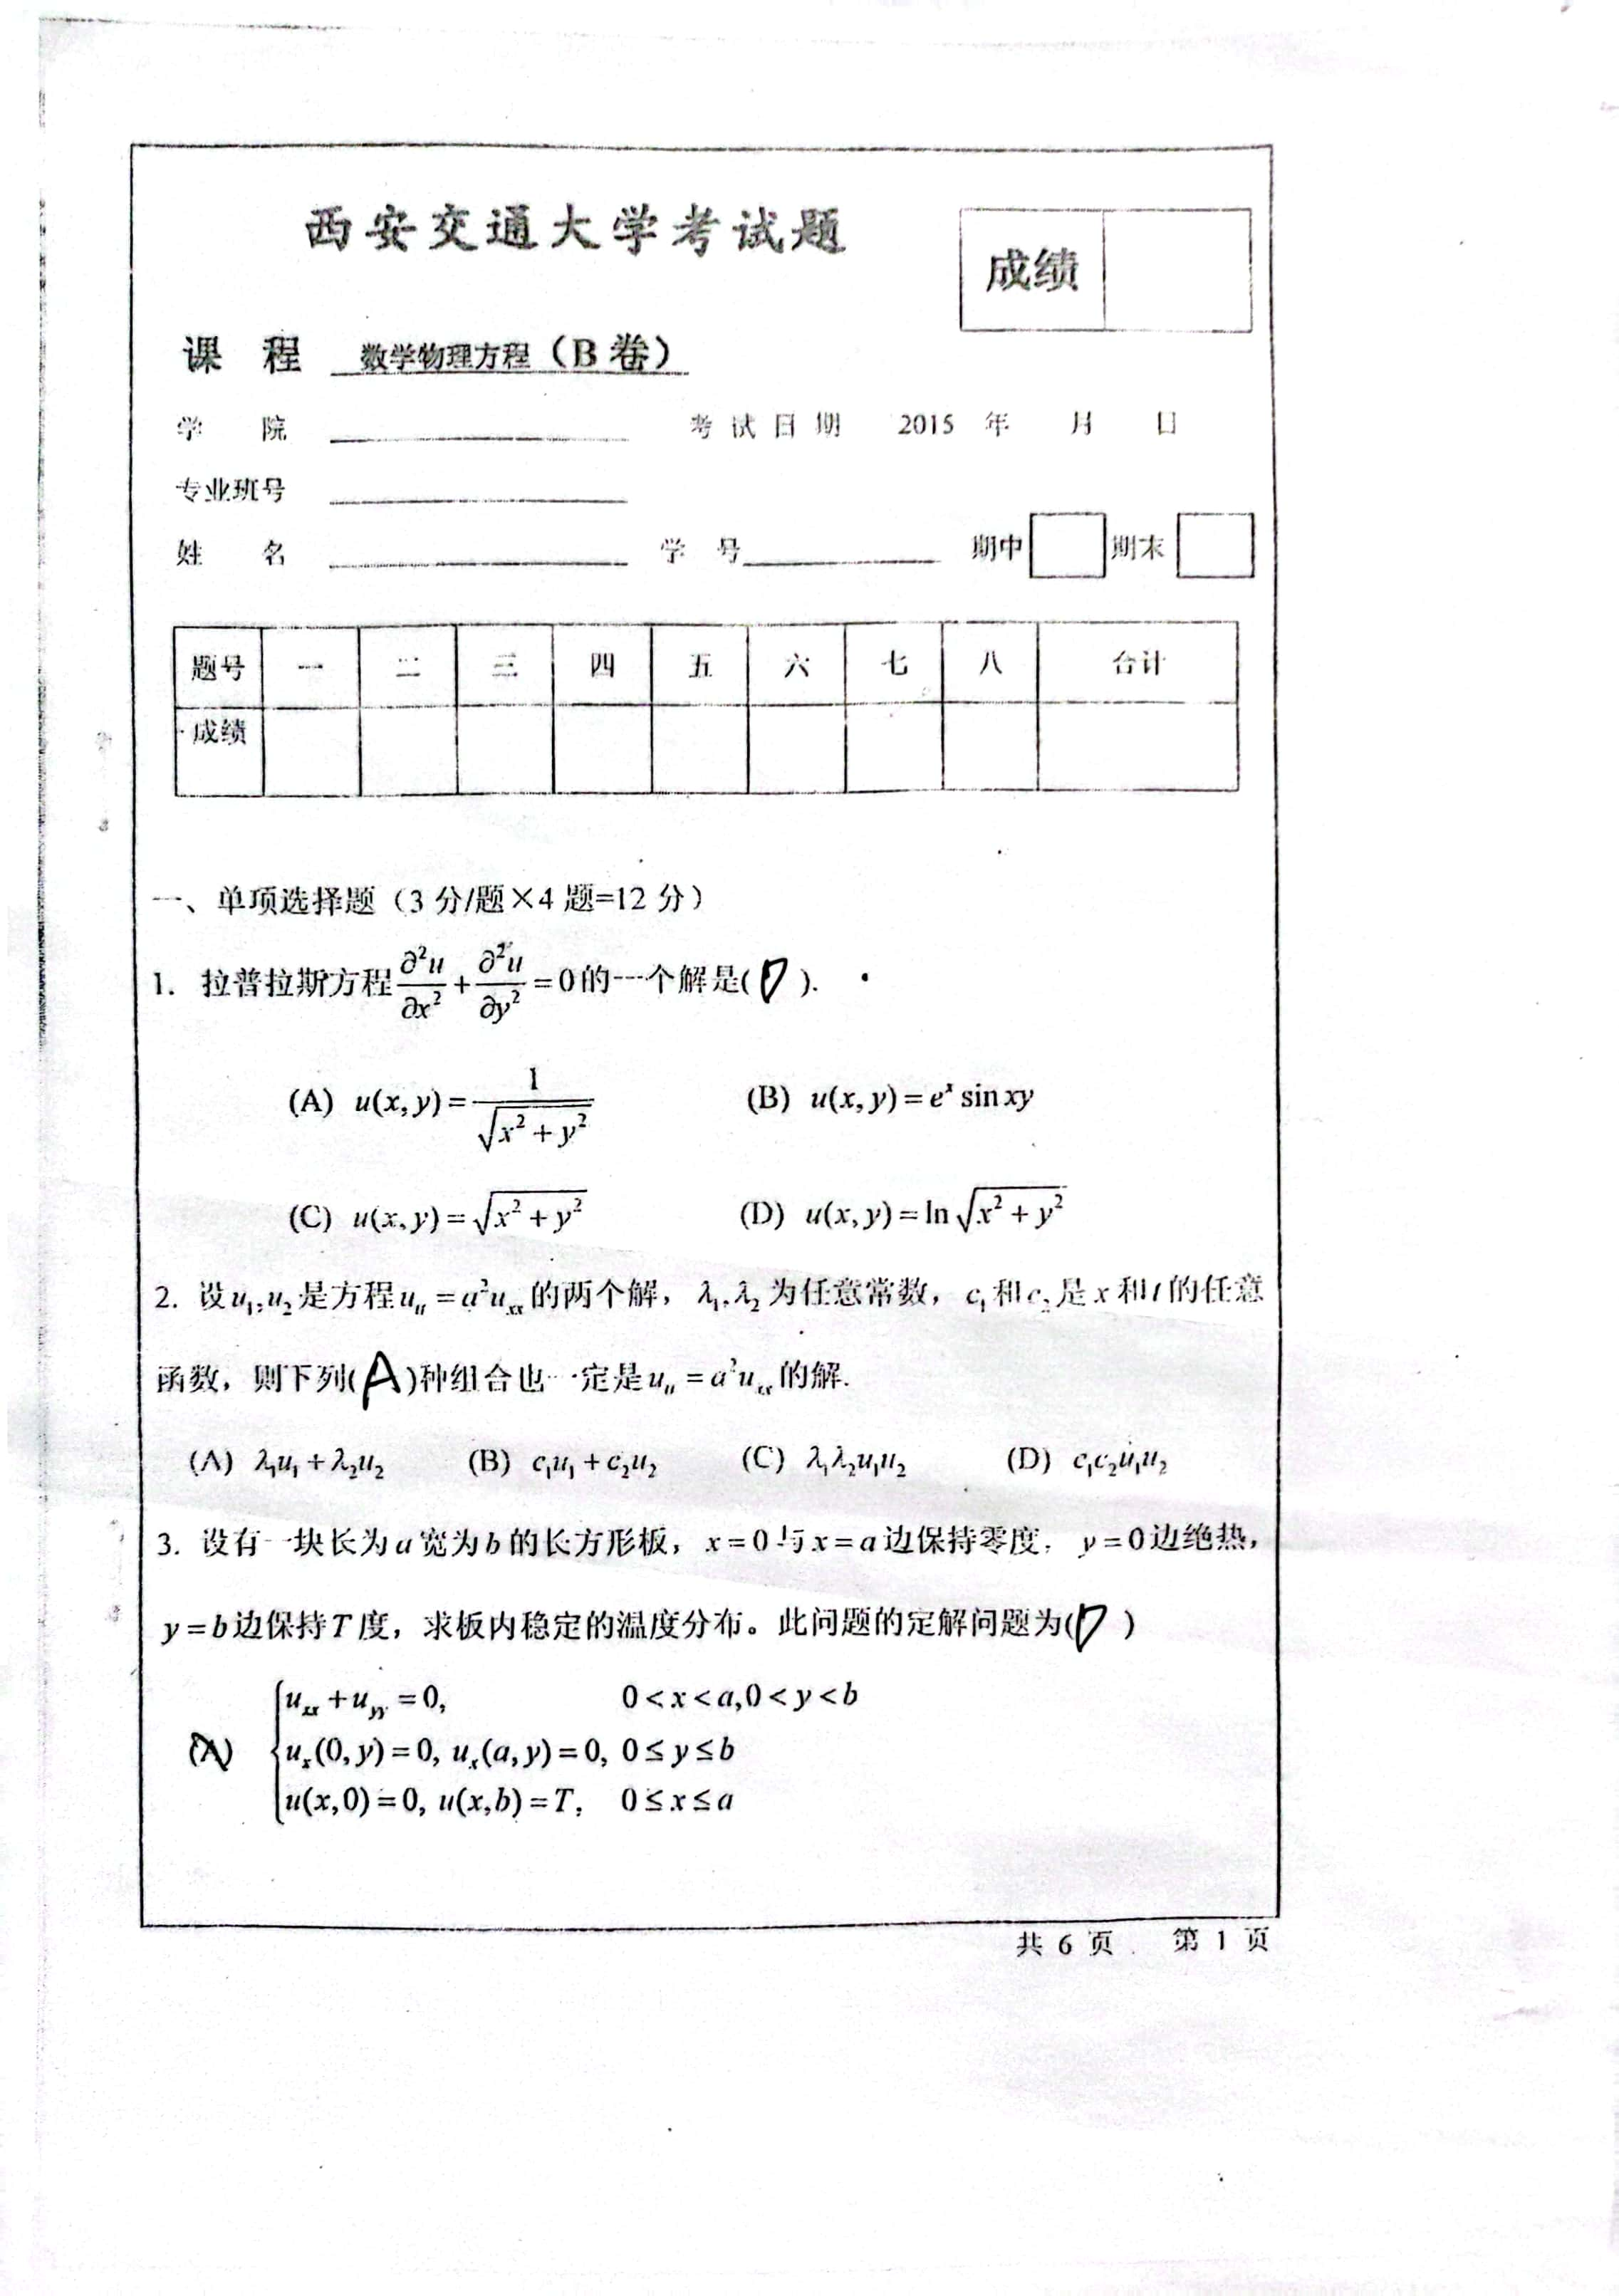 西安交通大学考试题
成绩
课 程 数学物理方程（B 卷）
学 院 考 试 日 期 2015 年 月 日
专业班号
姓 名 学 号 期中 期末
题号 一 二 三 四 五 六 七 八 合计
成绩
一、单项选择题（3 分/题×4 题=12 分）
1. 拉普拉斯方程 ∂²u/∂x² + ∂²u/∂y² = 0 的一个解是( D ).
(A) u(x,y) = 1/√(x²+y²) (B) u(x,y) = eˣ sin xy
(C) u(x,y) = √(x²+y²) (D) u(x,y) = ln √(x²+y²)
2. 设 u₁,u₂ 是方程 uₜₜ = a²uₓₓ 的两个解，λ₁,λ₂ 为任意常数，c₁ 和 c₂ 是 x 和 t 的任意
函数，则下列( A )种组合也一定是 uₜₜ = a²uₓₓ 的解.
(A) λ₁u₁ + λ₂u₂ (B) c₁u₁ + c₂u₂ (C) λ₁λ₂u₁u₂ (D) c₁c₂u₁u₂
3. 设有一块长为 a 宽为 b 的长方形板，x = 0 与 x = a 边保持零度，y = 0 边绝热，
y = b 边保持 T 度，求板内稳定的温度分布。此问题的定解问题为( D )
u_xx + u_yy = 0, 0 < x < a, 0 < y < b
(A) u_x(0,y) = 0, u_x(a,y) = 0, 0 ≤ y ≤ b
u(x,0) = 0, u(x,b) = T, 0 ≤ x ≤ a
共 6 页 第 1 页